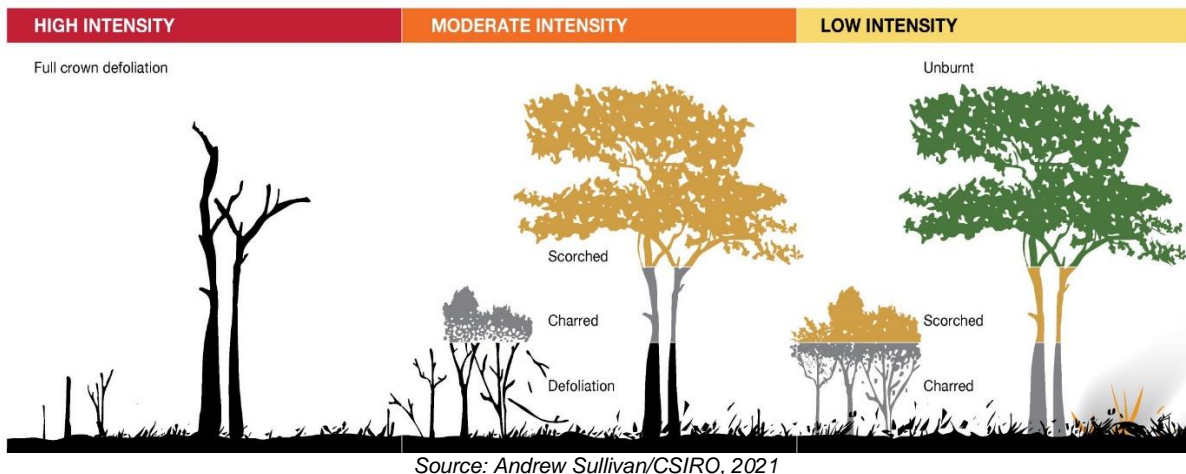 HIGH INTENSITY
MODERATE INTENSITY
LOW INTENSITY
Full crown defoliation
Unburnt
Scorched
Charred
Scorched
Defoliation
Charred
Source: Andrew Sullivan/CSIRO, 2021